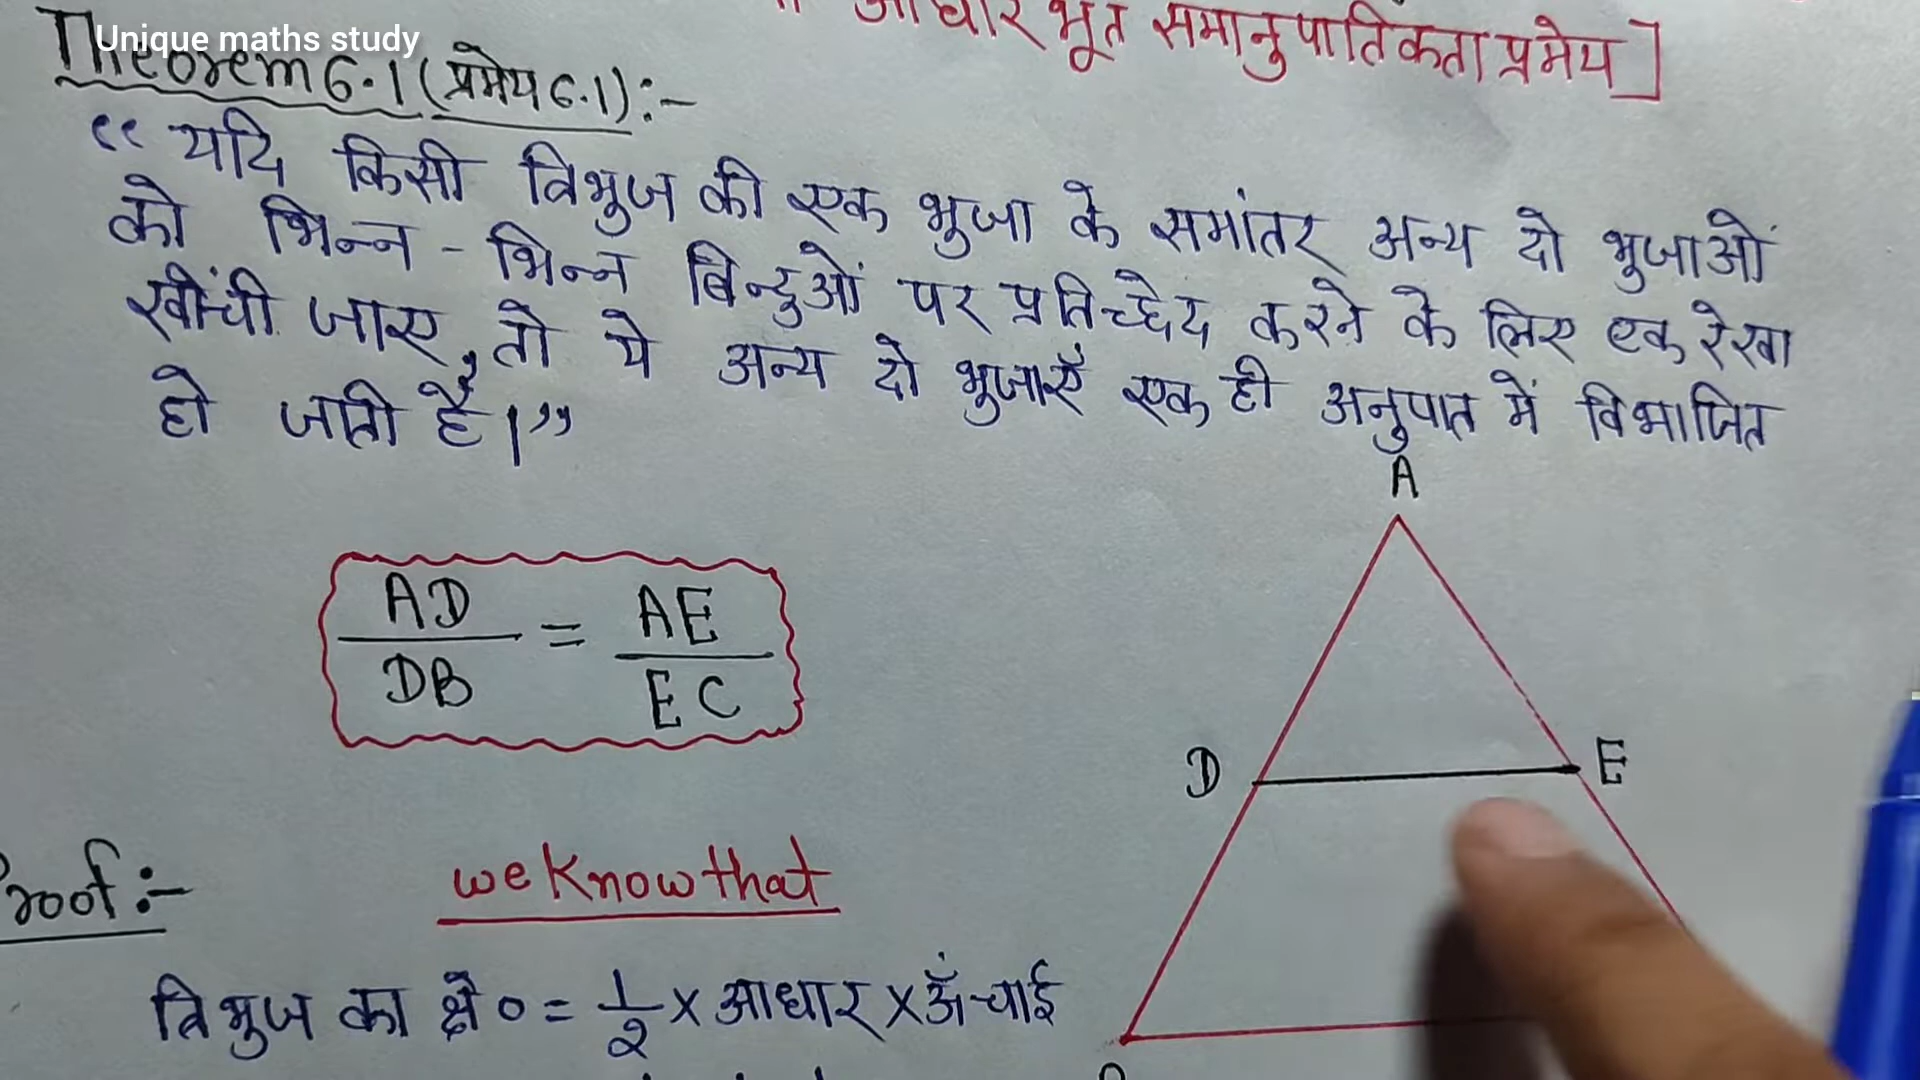 आधारभूत समानुपातिकता प्रमेय]
Unique maths study
Theorem 6.1 (प्रमेय 6.1):-
“ यदि किसी त्रिभुज की एक भुजा के समांतर अन्य दो भुजाओं
को भिन्न-भिन्न बिन्दुओं पर प्रतिच्छेद करने के लिए एक रेखा
खींची जाए, तो ये अन्य दो भुजाएँ एक ही अनुपात में विभाजित
हो जाती है।”
A
AD/DB = AE/EC
D E
Proof:-
we Know that
त्रिभुज का क्षे० = 1/2 × आधार × ऊँचाई